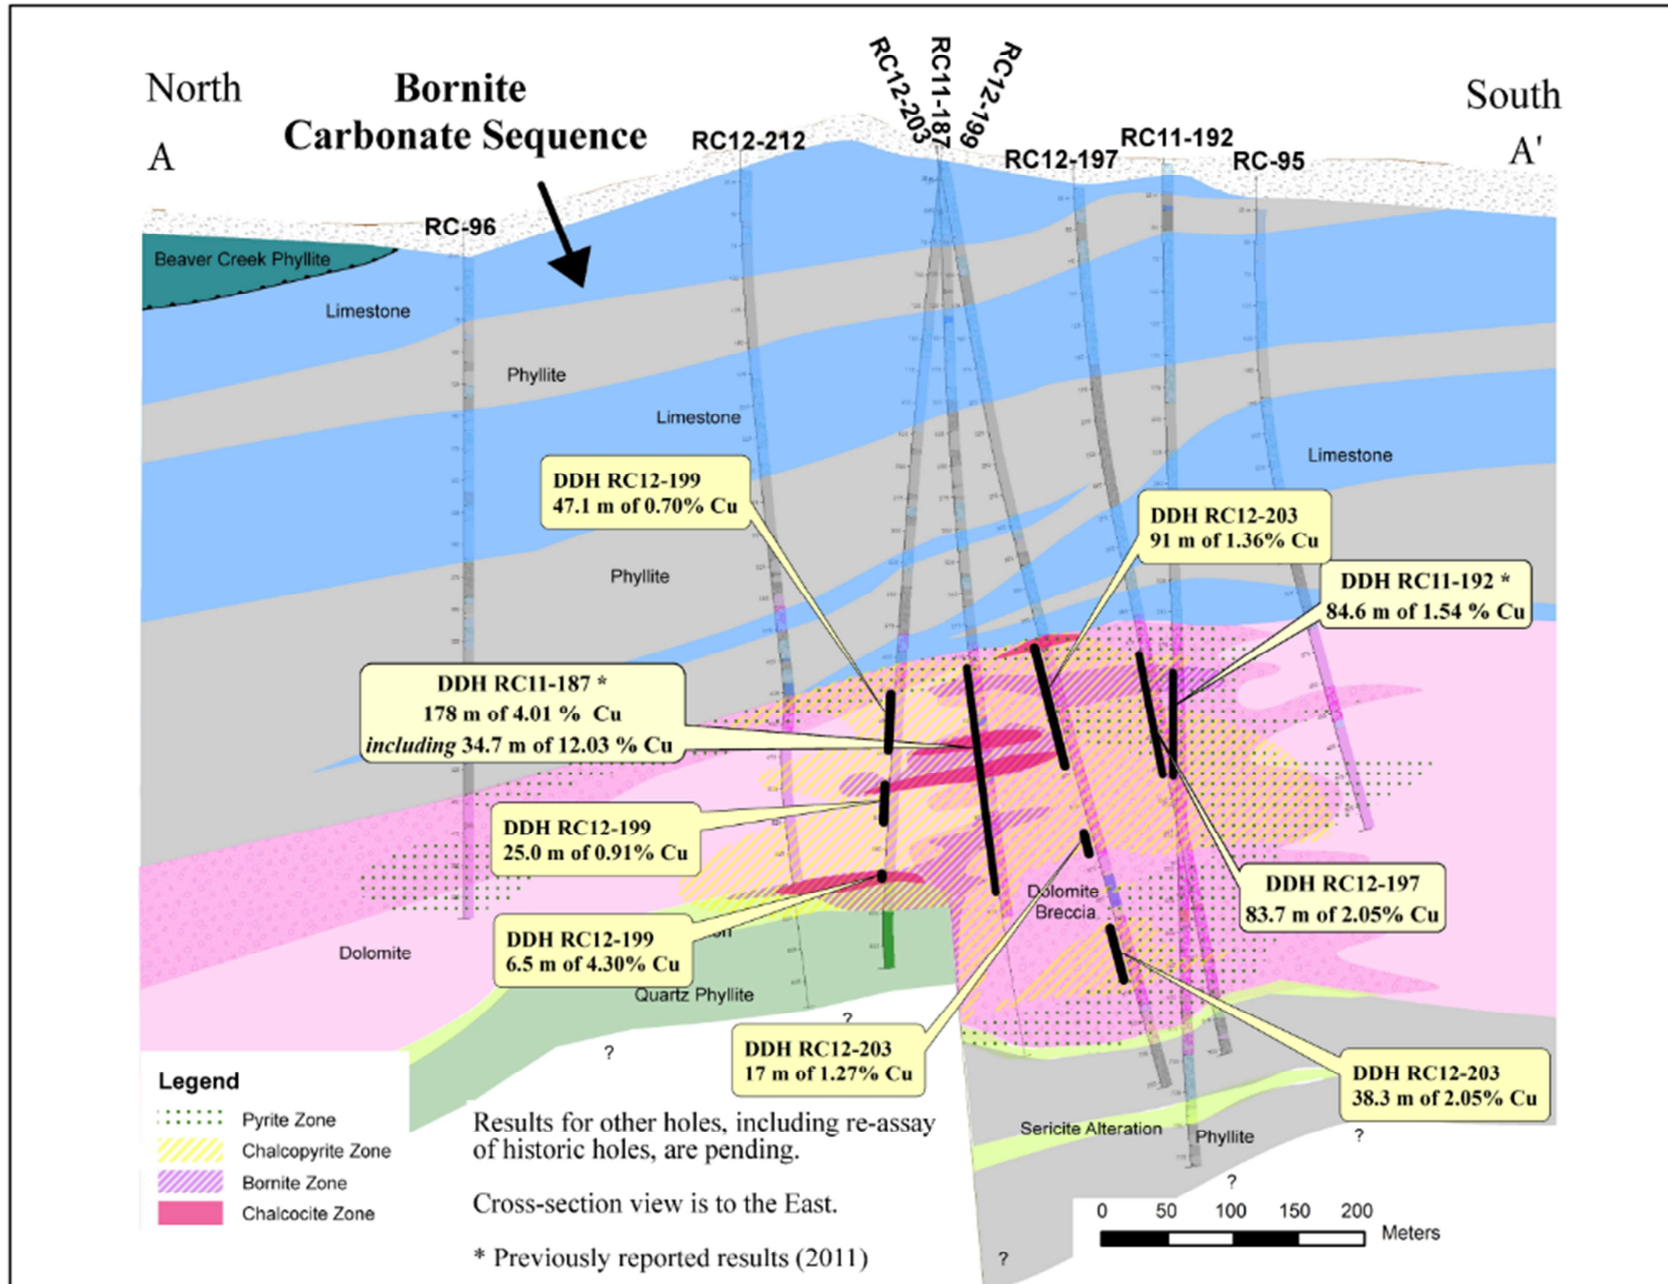 North
A
Bornite
Carbonate Sequence
RC12-212
RC12-203
RC11-187
RC12-199
RC12-197
RC11-192
RC-95
South
A'
RC-96
Beaver Creek Phyllite
Limestone
Phyllite
Limestone
Limestone
Phyllite
DDH RC12-199
47.1 m of 0.70% Cu
DDH RC12-203
91 m of 1.36% Cu
DDH RC11-192 *
84.6 m of 1.54 % Cu
DDH RC11-187 *
178 m of 4.01 % Cu
including 34.7 m of 12.03 % Cu
DDH RC12-199
25.0 m of 0.91% Cu
DDH RC12-197
83.7 m of 2.05% Cu
Dolomite
Breccia
DDH RC12-199
6.5 m of 4.30% Cu
Dolomite
Quartz Phyllite
?
?
DDH RC12-203
17 m of 1.27% Cu
DDH RC12-203
38.3 m of 2.05% Cu
Sericite Alteration
Phyllite
?
?
?
Legend
Pyrite Zone
Chalcopyrite Zone
Bornite Zone
Chalcocite Zone
Results for other holes, including re-assay
of historic holes, are pending.
Cross-section view is to the East.
* Previously reported results (2011)
0 50 100 150 200
Meters